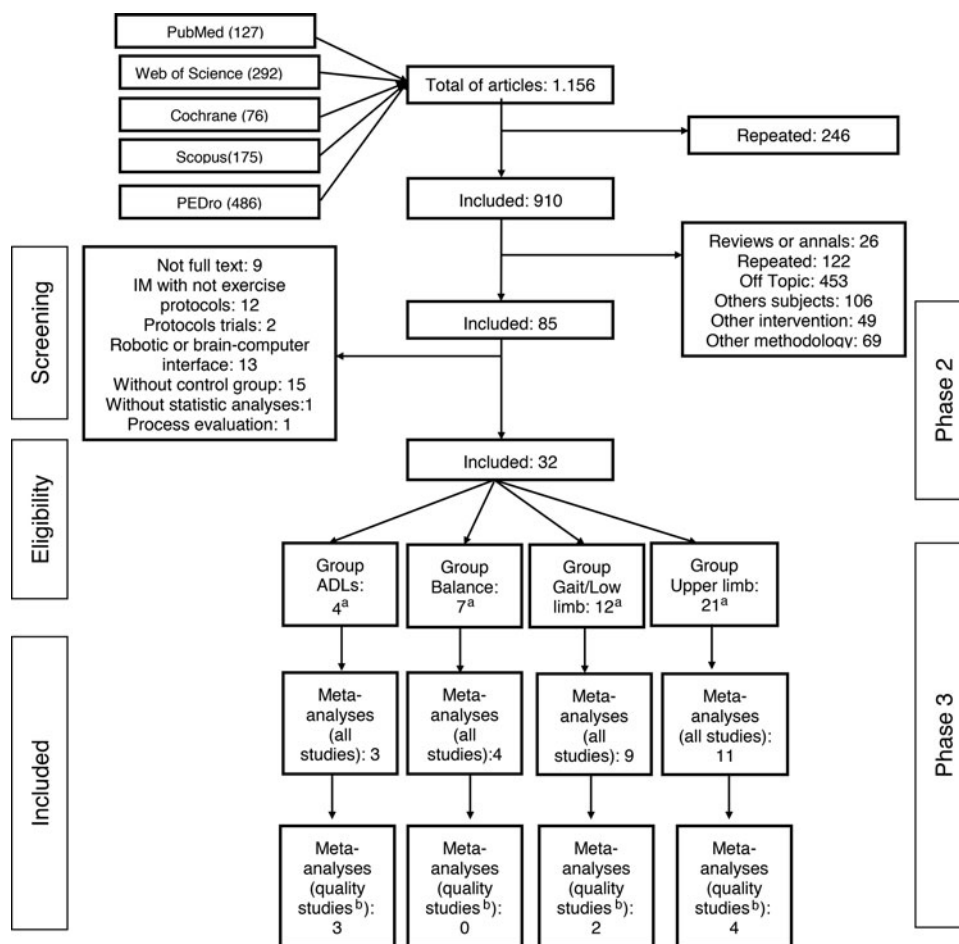 PubMed (127)
Web of Science (292)
Cochrane (76)
Scopus(175)
PEDro (486)
Total of articles: 1.156
Repeated: 246
Included: 910
Reviews or annals: 26
Repeated: 122
Off Topic: 453
Others subjects: 106
Other intervention: 49
Other methodology: 69
Screening
Not full text: 9
IM with not exercise
protocols: 12
Protocols trials: 2
Robotic or brain-computer
interface: 13
Without control group: 15
Without statistic analyses:1
Process evaluation: 1
Included: 85
Phase 2
Included: 32
Eligibility
Group
ADLs:
4a
Group
Balance:
7a
Group
Gait/Low
limb: 12a
Group
Upper limb:
21a
Phase 3
Included
Meta-
analyses
(all
studies): 3
Meta-
analyses
(all
studies):4
Meta-
analyses
(all
studies): 9
Meta-
analyses
(all studies):
11
Meta-
analyses
(quality
studies b):
3
Meta-
analyses
(quality
studies b):
0
Meta-
analyses
(quality
studies b):
2
Meta-
analyses
(quality
studies b):
4